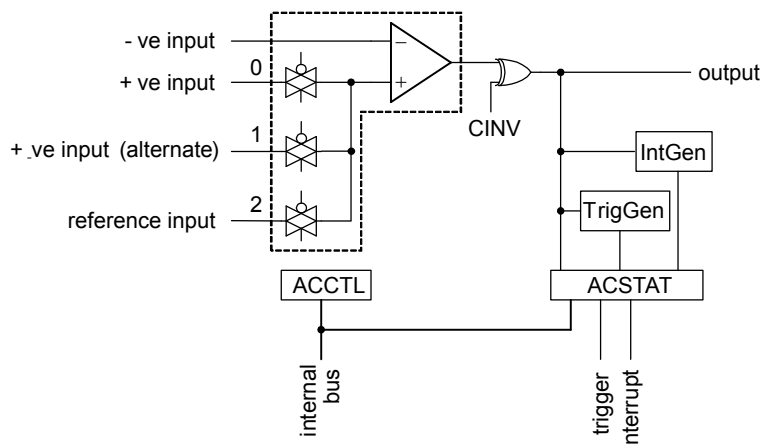 - ve input
0
+ ve input
output
CINV
1
+ -ve input (alternate)
IntGen
TrigGen
2
reference input
ACCTL
ACSTAT
internal
bus
trigger
nterrupt